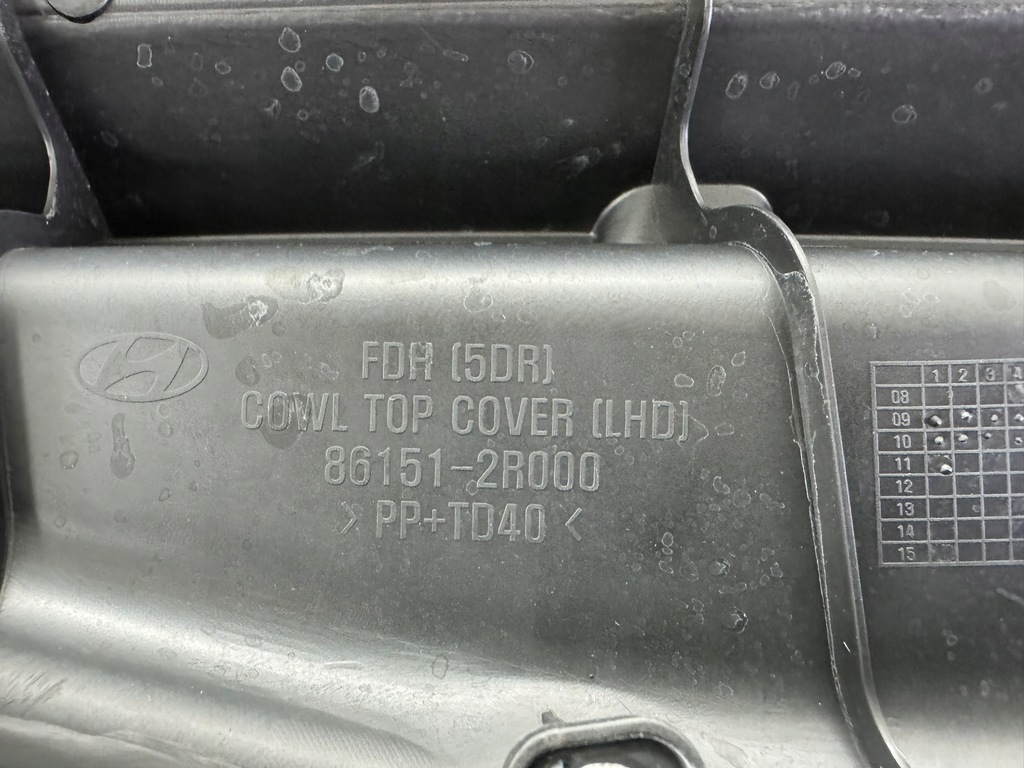 FDH (5DR)
COWL TOP COVER (LHD)
86151-2R000
> PP+TD40 <
1 2 3 4
08
09
10
11
12
13
14
15